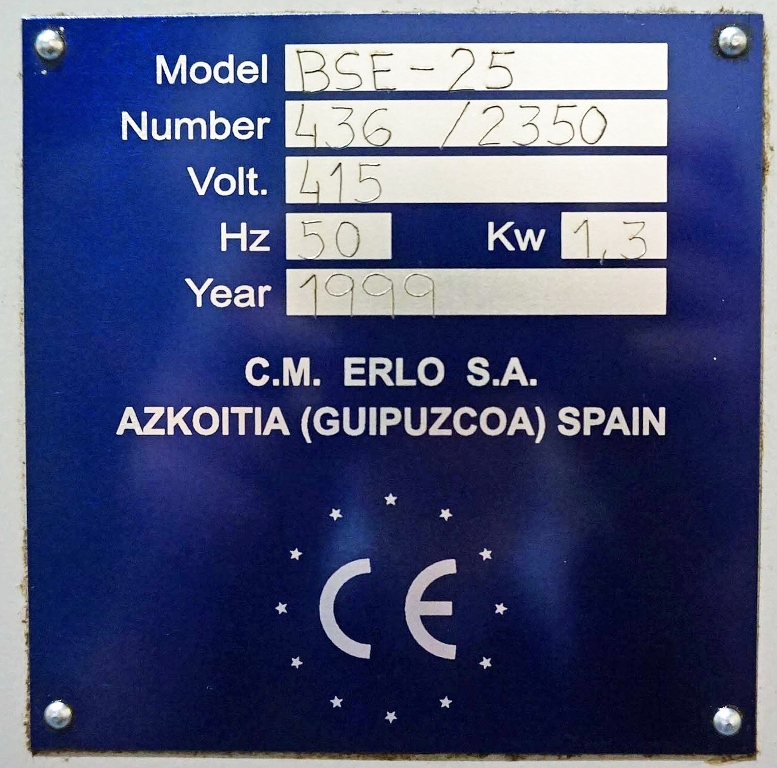 Model BSE-25
Number 436 /2350
Volt. 415
Hz 50 Kw 1,3
Year 1999
C.M. ERLO S.A.
AZKOITIA (GUIPUZCOA) SPAIN
CE